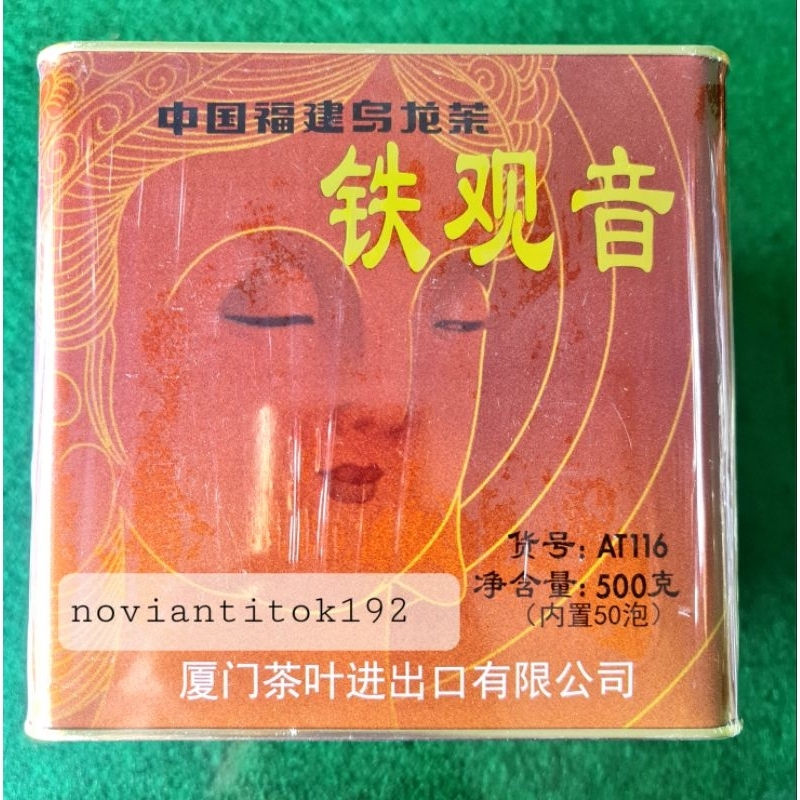 中国福建乌龙茶
铁观音
货号: AT116
净含量: 500克
（内置50泡）
noviantitok192
厦门茶叶进出口有限公司